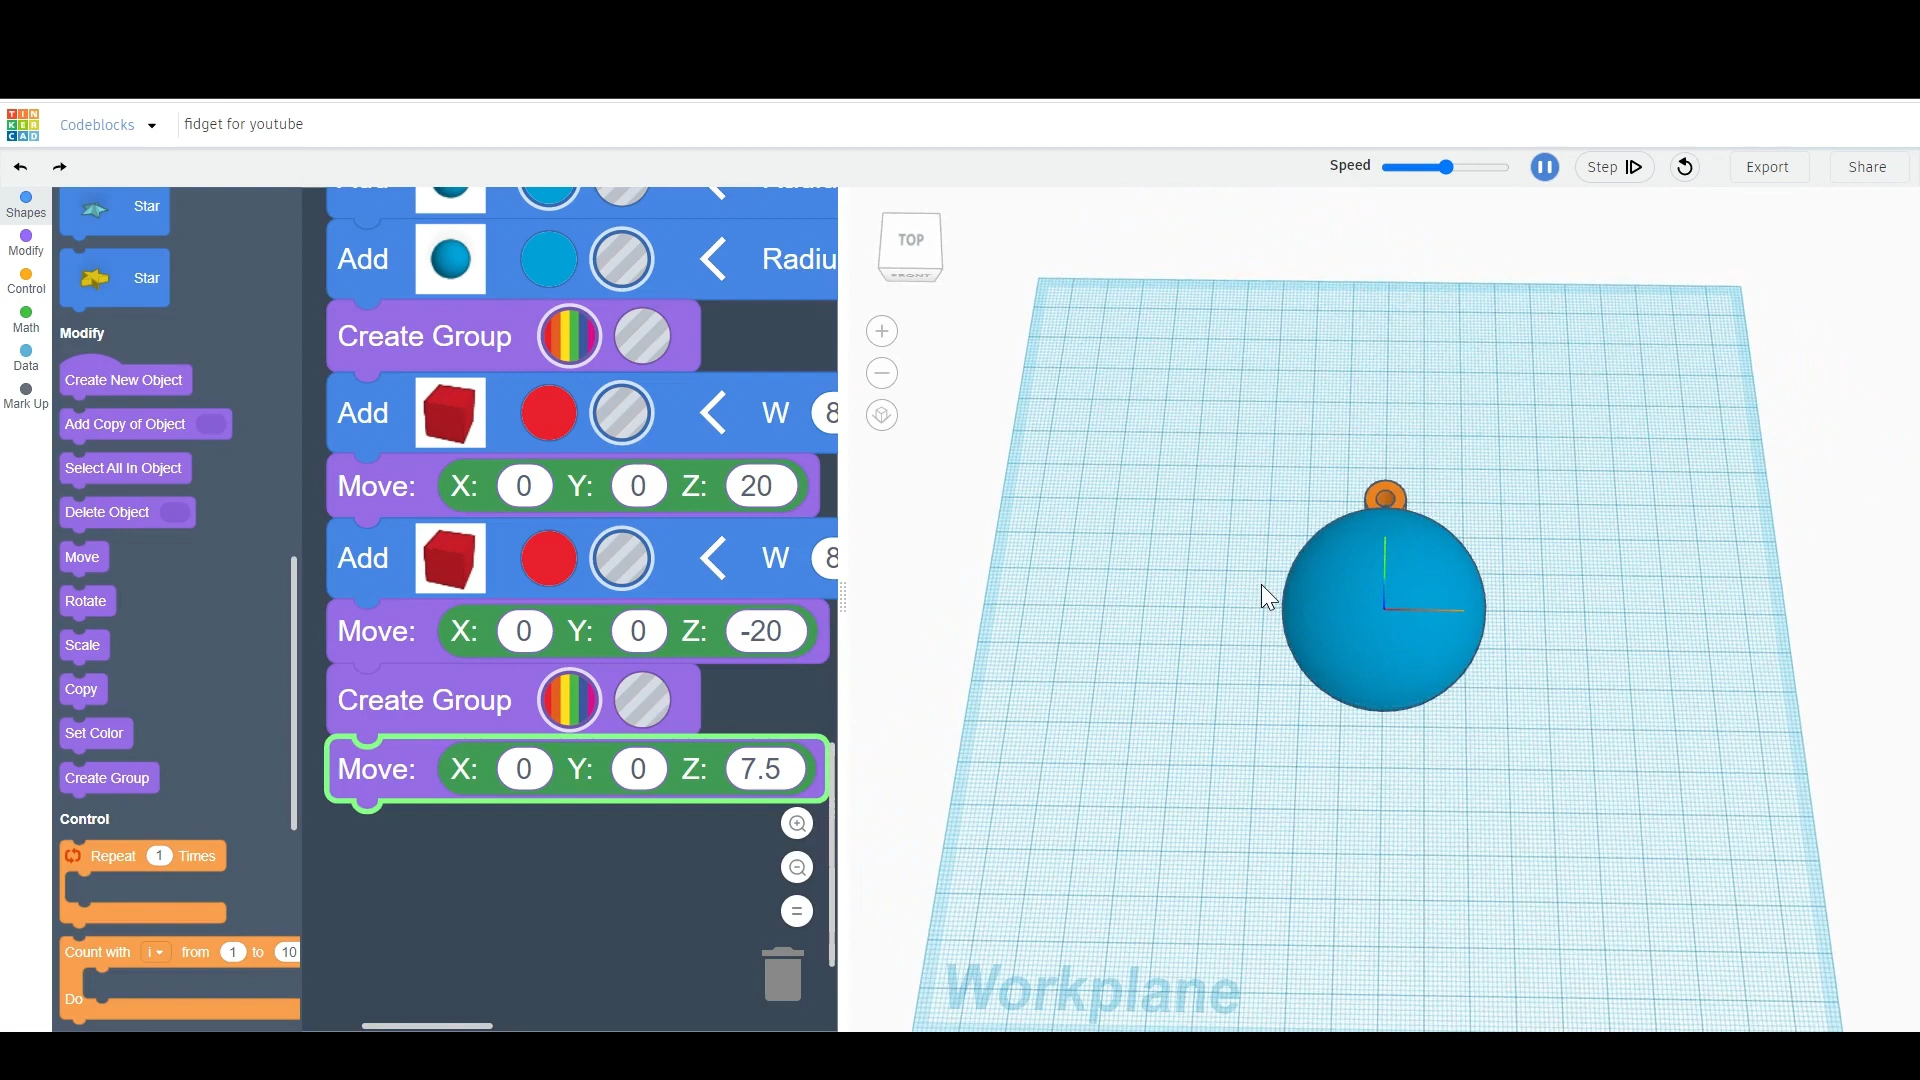 TIN
KER
CAD
Codeblocks
fidget for youtube
Speed
Step
Export
Share
Shapes
Modify
Control
Math
Data
Mark Up
Star
Star
Modify
Create New Object
Add Copy of Object
Select All In Object
Delete Object
Move
Rotate
Scale
Copy
Set Color
Create Group
Control
Repeat 1 Times
Count with i from 1 to 10
Do
Add Radiu
Create Group
Add W 8
Move: X: 0 Y: 0 Z: 20
Add W 8
Move: X: 0 Y: 0 Z: -20
Create Group
Move: X: 0 Y: 0 Z: 7.5
TOP
FRONT
Workplane